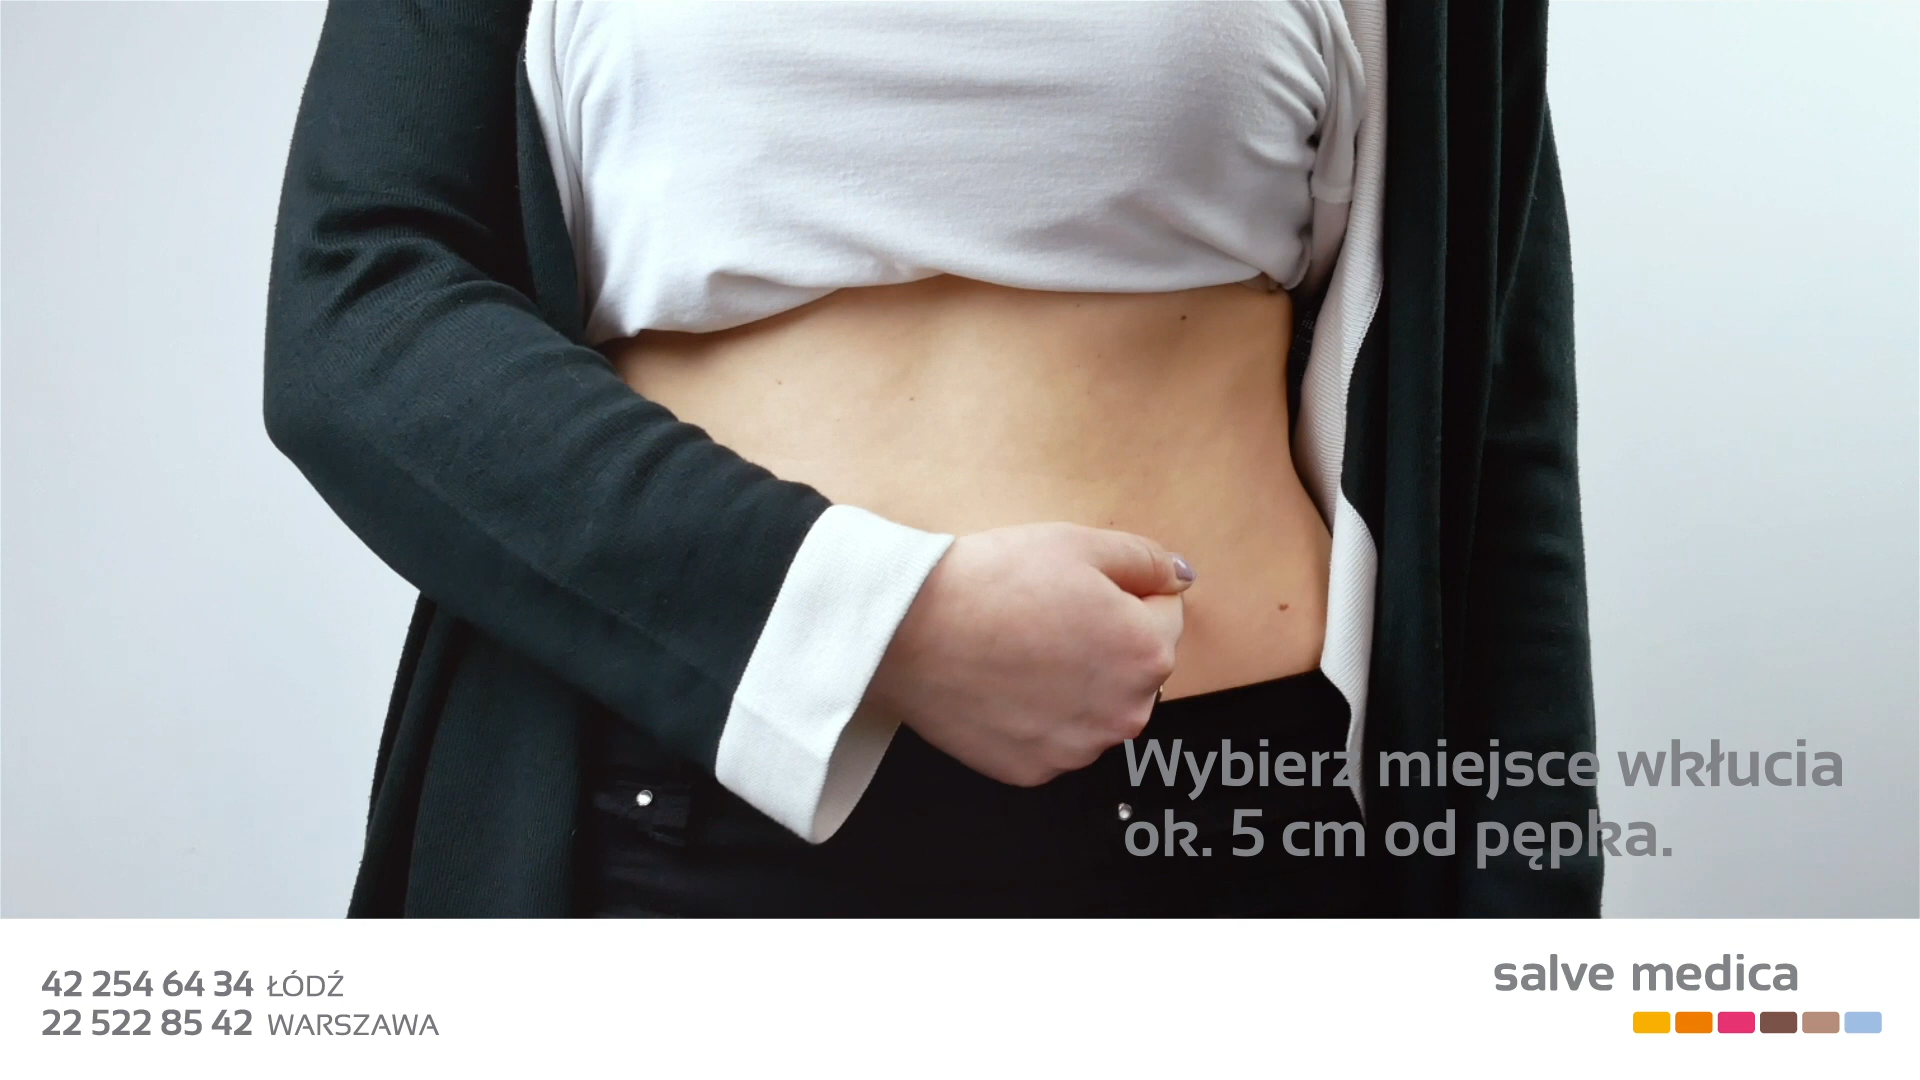 Wybierz miejsce wkłucia
ok. 5 cm od pępka.
42 254 64 34 ŁÓDŹ
22 522 85 42 WARSZAWA
salve medica